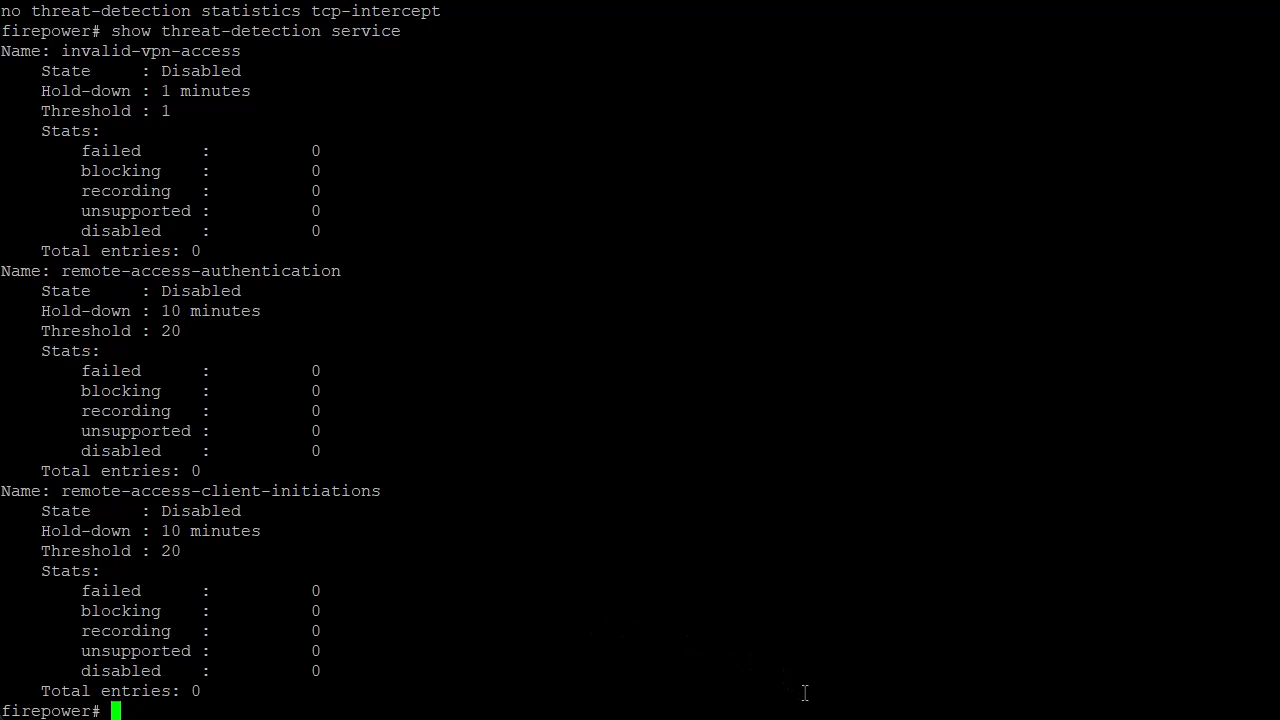 no threat-detection statistics tcp-intercept
firepower# show threat-detection service
Name: invalid-vpn-access
    State     : Disabled
    Hold-down : 1 minutes
    Threshold : 1
    Stats:
        failed      :          0
        blocking    :          0
        recording   :          0
        unsupported :          0
        disabled    :          0
    Total entries: 0
Name: remote-access-authentication
    State     : Disabled
    Hold-down : 10 minutes
    Threshold : 20
    Stats:
        failed      :          0
        blocking    :          0
        recording   :          0
        unsupported :          0
        disabled    :          0
    Total entries: 0
Name: remote-access-client-initiations
    State     : Disabled
    Hold-down : 10 minutes
    Threshold : 20
    Stats:
        failed      :          0
        blocking    :          0
        recording   :          0
        unsupported :          0
        disabled    :          0
    Total entries: 0
firepower#